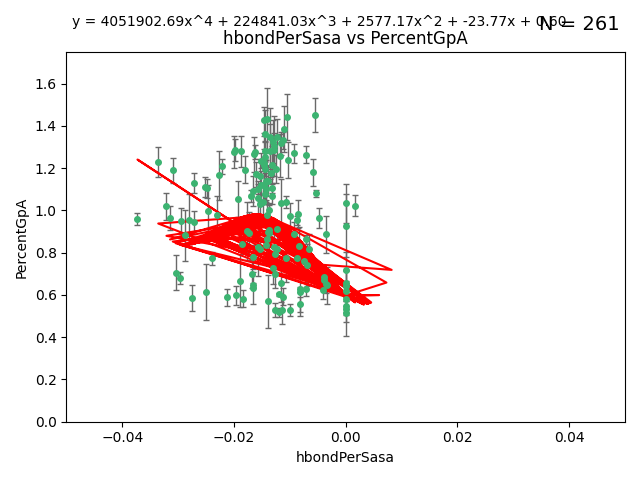 y = 4051902.69x^4 + 224841.03x^3 + 2577.17x^2 + -23.77x + 0.60
N = 261
hbondPerSasa vs PercentGpA
PercentGpA
1.6
1.4
1.2
1.0
0.8
0.6
0.4
0.2
0.0
−0.04 −0.02 0.00 0.02 0.04
hbondPerSasa